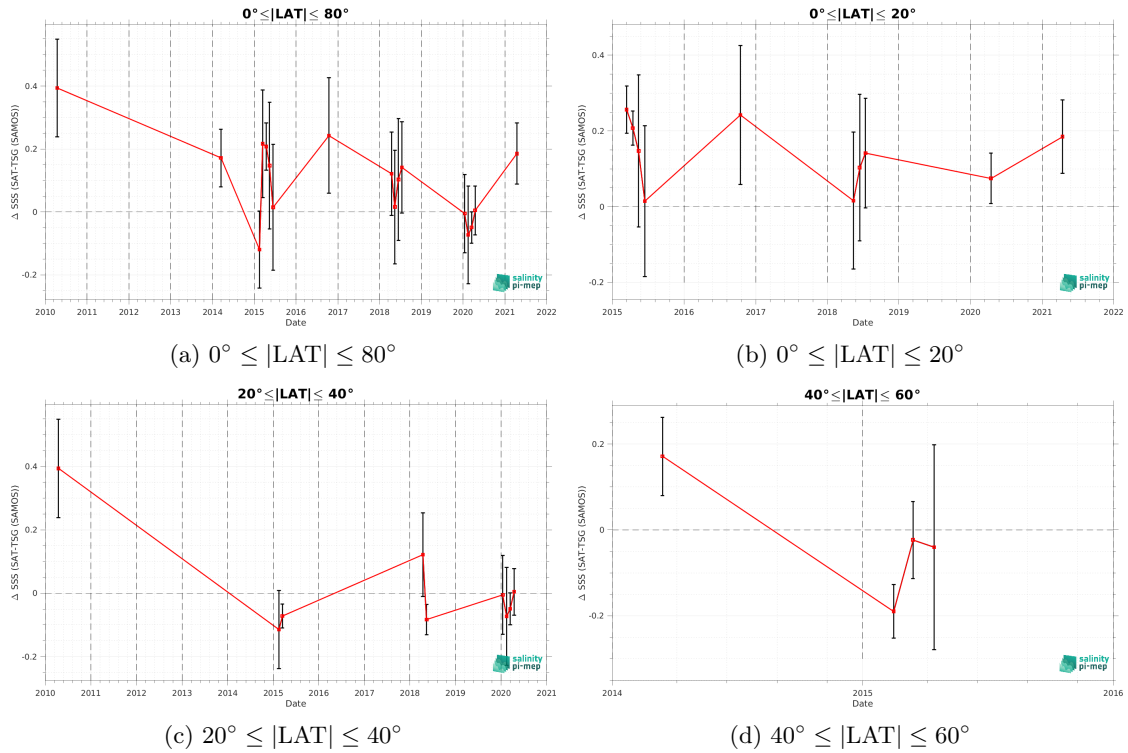 0°≤|LAT|≤ 80°
Δ SSS (SAT-TSG (SAMOS))
0.4
0.2
0
-0.2
2010 2011 2012 2013 2014 2015 2016 2017 2018 2019 2020 2021 2022
Date
salinity
pi-mep
(a) 0° ≤ |LAT| ≤ 80°
0°≤|LAT|≤ 20°
Δ SSS (SAT-TSG (SAMOS))
0.4
0.2
0
-0.2
2015 2016 2017 2018 2019 2020 2021 2022
Date
salinity
pi-mep
(b) 0° ≤ |LAT| ≤ 20°
20°≤|LAT|≤ 40°
Δ SSS (SAT-TSG (SAMOS))
0.4
0.2
0
-0.2
2010 2011 2012 2013 2014 2015 2016 2017 2018 2019 2020 2021
Date
salinity
pi-mep
(c) 20° ≤ |LAT| ≤ 40°
40°≤|LAT|≤ 60°
Δ SSS (SAT-TSG (SAMOS))
0.2
0
-0.2
2014 2015 2016
Date
salinity
pi-mep
(d) 40° ≤ |LAT| ≤ 60°